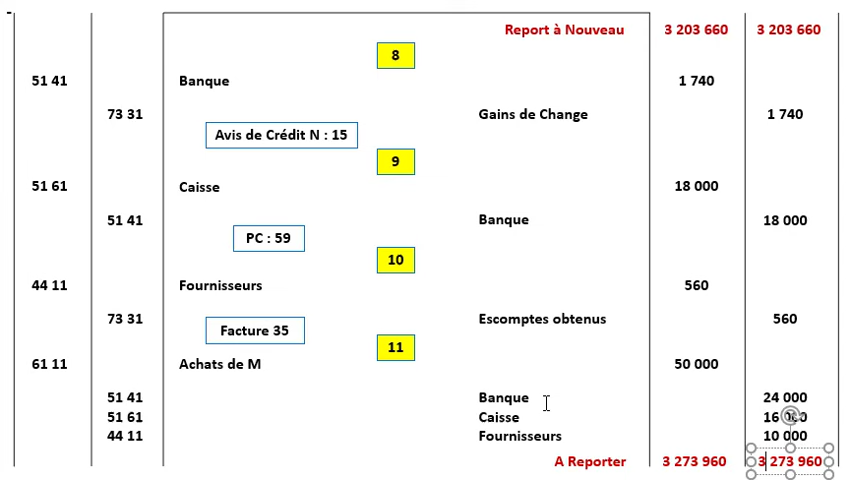 Report à Nouveau 3 203 660 3 203 660
8
51 41 Banque 1 740
73 31 Gains de Change 1 740
Avis de Crédit N : 15
9
51 61 Caisse 18 000
51 41 Banque 18 000
PC : 59
10
44 11 Fournisseurs 560
73 31 Escomptes obtenus 560
Facture 35
11
61 11 Achats de M 50 000
51 41 Banque 24 000
51 61 Caisse 16 000
44 11 Fournisseurs 10 000
A Reporter 3 273 960 3 273 960